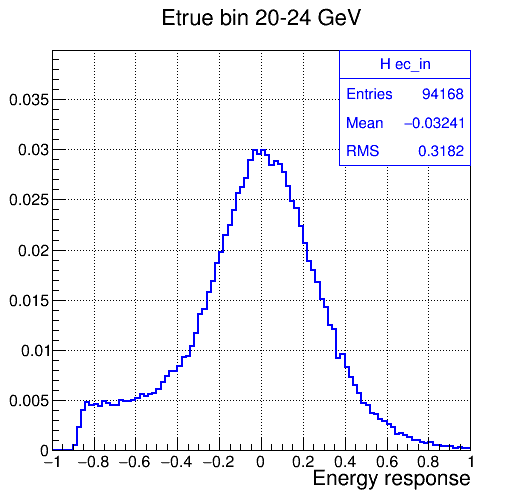 Etrue bin 20-24 GeV
H ec_in
Entries 94168
Mean −0.03241
RMS 0.3182
0.035
0.03
0.025
0.02
0.015
0.01
0.005
0
−1 −0.8 −0.6 −0.4 −0.2 0 0.2 0.4 0.6 0.8 1
Energy response